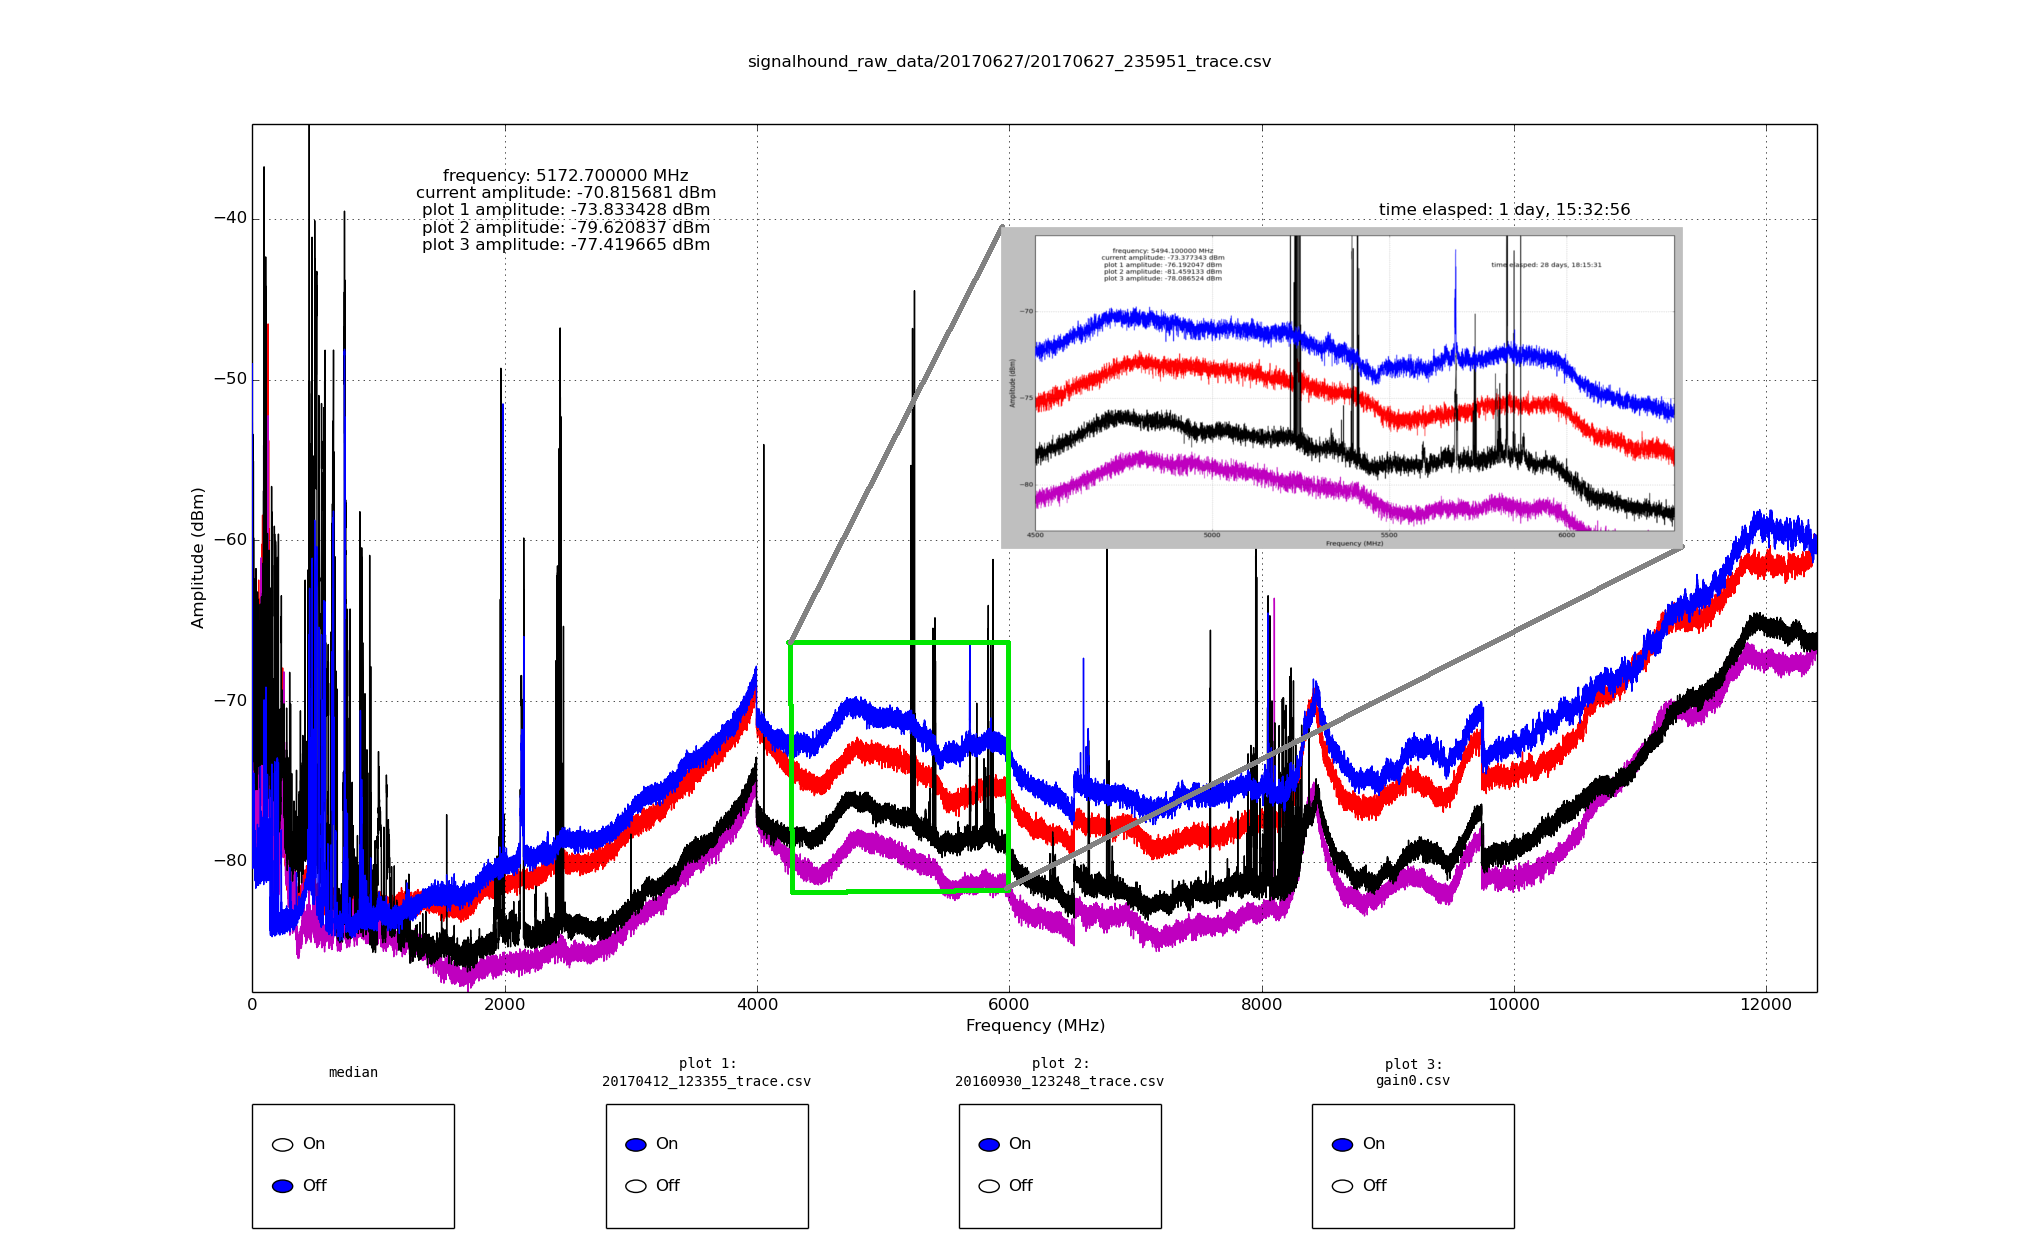 signalhound_raw_data/20170627/20170627_235951_trace.csv
frequency: 5172.700000 MHz
current amplitude: -70.815681 dBm
plot 1 amplitude: -73.833428 dBm
plot 2 amplitude: -79.620837 dBm
plot 3 amplitude: -77.419665 dBm
time elasped: 1 day, 15:32:56
frequency: 5494.100000 MHz
current amplitude: -73.377343 dBm
plot 1 amplitude: -76.192047 dBm
plot 2 amplitude: -81.459133 dBm
plot 3 amplitude: -78.086524 dBm
time elasped: 28 days, 18:15:31
−70
−75
−80
Amplitude (dBm)
4500 5000 5500 6000
Frequency (MHz)
−40
−50
−60
−70
−80
Amplitude (dBm)
0 2000 4000 6000 8000 10000 12000
Frequency (MHz)
median
On
Off
plot 1:
20170412_123355_trace.csv
On
Off
plot 2:
20160930_123248_trace.csv
On
Off
plot 3:
gain0.csv
On
Off